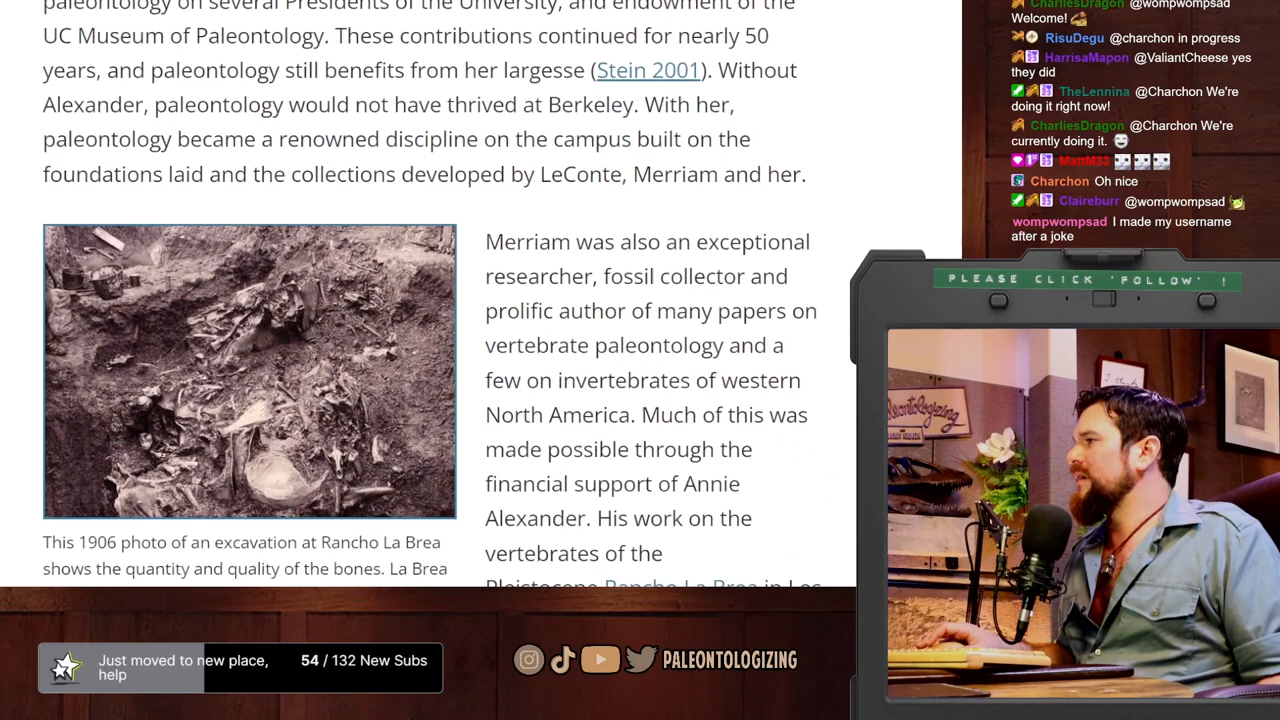 paleontology on several Presidents of the University, and endowment of the
UC Museum of Paleontology. These contributions continued for nearly 50
years, and paleontology still benefits from her largesse (Stein 2001). Without
Alexander, paleontology would not have thrived at Berkeley. With her,
paleontology became a renowned discipline on the campus built on the
foundations laid and the collections developed by LeConte, Merriam and her.
Merriam was also an exceptional
researcher, fossil collector and
prolific author of many papers on
vertebrate paleontology and a
few on invertebrates of western
North America. Much of this was
made possible through the
financial support of Annie
Alexander. His work on the
vertebrates of the
Pleistocene Rancho La Brea in Los
This 1906 photo of an excavation at Rancho La Brea
shows the quantity and quality of the bones. La Brea
CharliesDragon @wompwompsad
Welcome!
RisuDegu @charchon in progress
HarrisaMapon @ValiantCheese yes
they did
TheLennina @Charchon We're
doing it right now!
CharliesDragon @Charchon We're
currently doing it.
MattM33
Charchon Oh nice
Claireburr @wompwompsad
wompwompsad I made my username
after a joke
PLEASE CLICK 'FOLLOW' !
Just moved to new place,
help
54 / 132 New Subs
PALEONTOLOGIZING